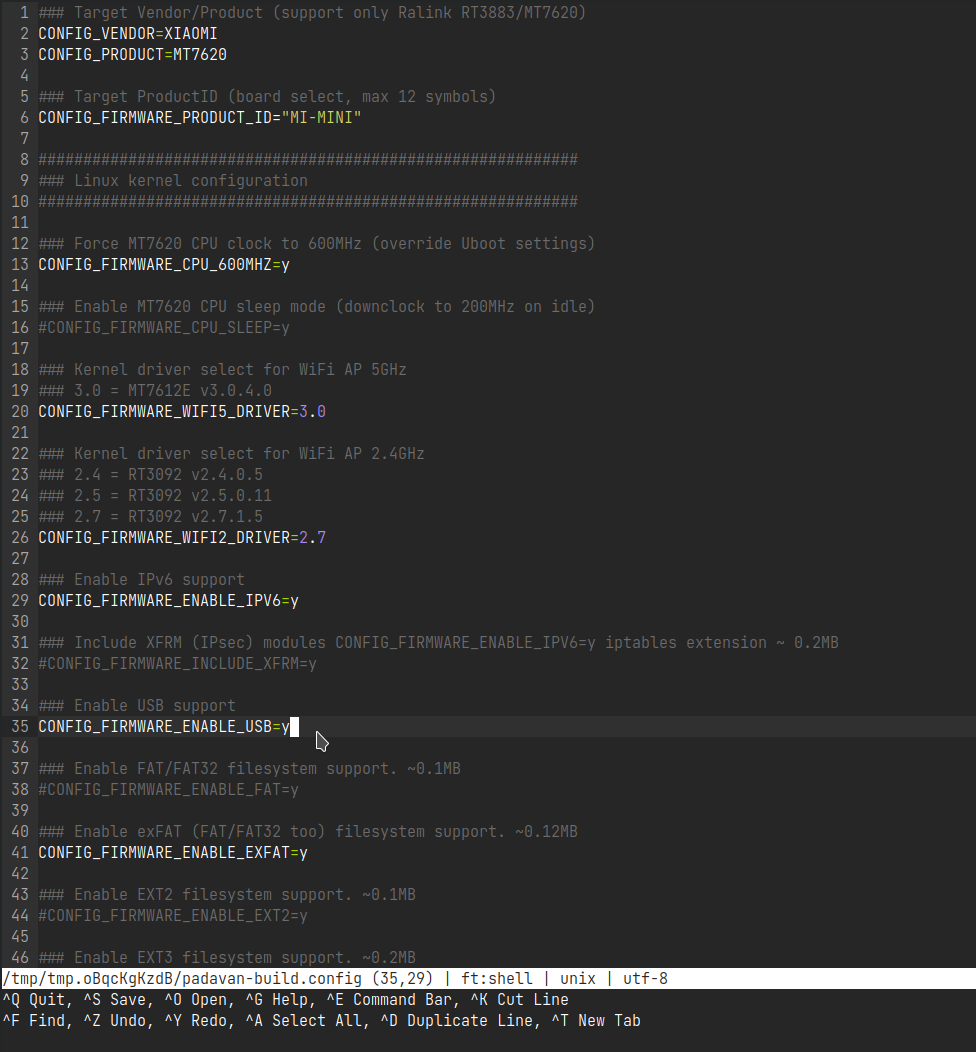 1 ### Target Vendor/Product (support only Ralink RT3883/MT7620)
2 CONFIG_VENDOR=XIAOMI
3 CONFIG_PRODUCT=MT7620
4
5 ### Target ProductID (board select, max 12 symbols)
6 CONFIG_FIRMWARE_PRODUCT_ID="MI-MINI"
7
8 ############################################################
9 ### Linux kernel configuration
10 ############################################################
11
12 ### Force MT7620 CPU clock to 600MHz (override Uboot settings)
13 CONFIG_FIRMWARE_CPU_600MHZ=y
14
15 ### Enable MT7620 CPU sleep mode (downclock to 200MHz on idle)
16 #CONFIG_FIRMWARE_CPU_SLEEP=y
17
18 ### Kernel driver select for WiFi AP 5GHz
19 ### 3.0 = MT7612E v3.0.4.0
20 CONFIG_FIRMWARE_WIFI5_DRIVER=3.0
21
22 ### Kernel driver select for WiFi AP 2.4GHz
23 ### 2.4 = RT3092 v2.4.0.5
24 ### 2.5 = RT3092 v2.5.0.11
25 ### 2.7 = RT3092 v2.7.1.5
26 CONFIG_FIRMWARE_WIFI2_DRIVER=2.7
27
28 ### Enable IPv6 support
29 CONFIG_FIRMWARE_ENABLE_IPV6=y
30
31 ### Include XFRM (IPsec) modules CONFIG_FIRMWARE_ENABLE_IPV6=y iptables extension ~ 0.2MB
32 #CONFIG_FIRMWARE_INCLUDE_XFRM=y
33
34 ### Enable USB support
35 CONFIG_FIRMWARE_ENABLE_USB=y
36
37 ### Enable FAT/FAT32 filesystem support. ~0.1MB
38 #CONFIG_FIRMWARE_ENABLE_FAT=y
39
40 ### Enable exFAT (FAT/FAT32 too) filesystem support. ~0.12MB
41 CONFIG_FIRMWARE_ENABLE_EXFAT=y
42
43 ### Enable EXT2 filesystem support. ~0.1MB
44 #CONFIG_FIRMWARE_ENABLE_EXT2=y
45
46 ### Enable EXT3 filesystem support. ~0.2MB
/tmp/tmp.oBqcKgKzdB/padavan-build.config (35,29) | ft:shell | unix | utf-8
^Q Quit, ^S Save, ^O Open, ^G Help, ^E Command Bar, ^K Cut Line
^F Find, ^Z Undo, ^Y Redo, ^A Select All, ^D Duplicate Line, ^T New Tab